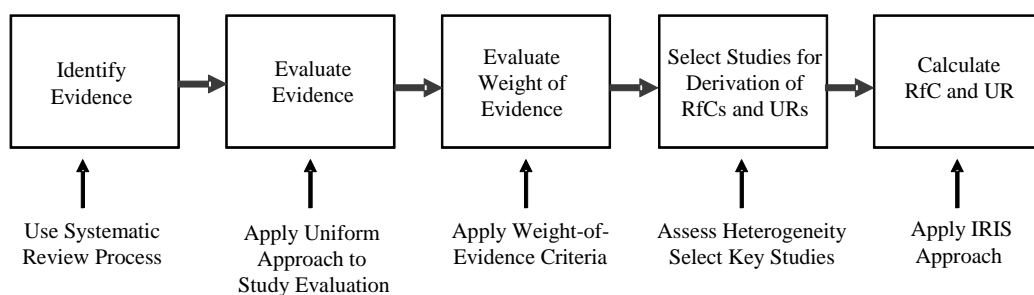 Identify
Evidence
Evaluate
Evidence
Evaluate
Weight of
Evidence
Select Studies for
Derivation of
RfCs and URs
Calculate
RfC and UR
Use Systematic
Review Process
Apply Uniform
Approach to
Study Evaluation
Apply Weight-of-
Evidence Criteria
Assess Heterogeneity
Select Key Studies
Apply IRIS
Approach